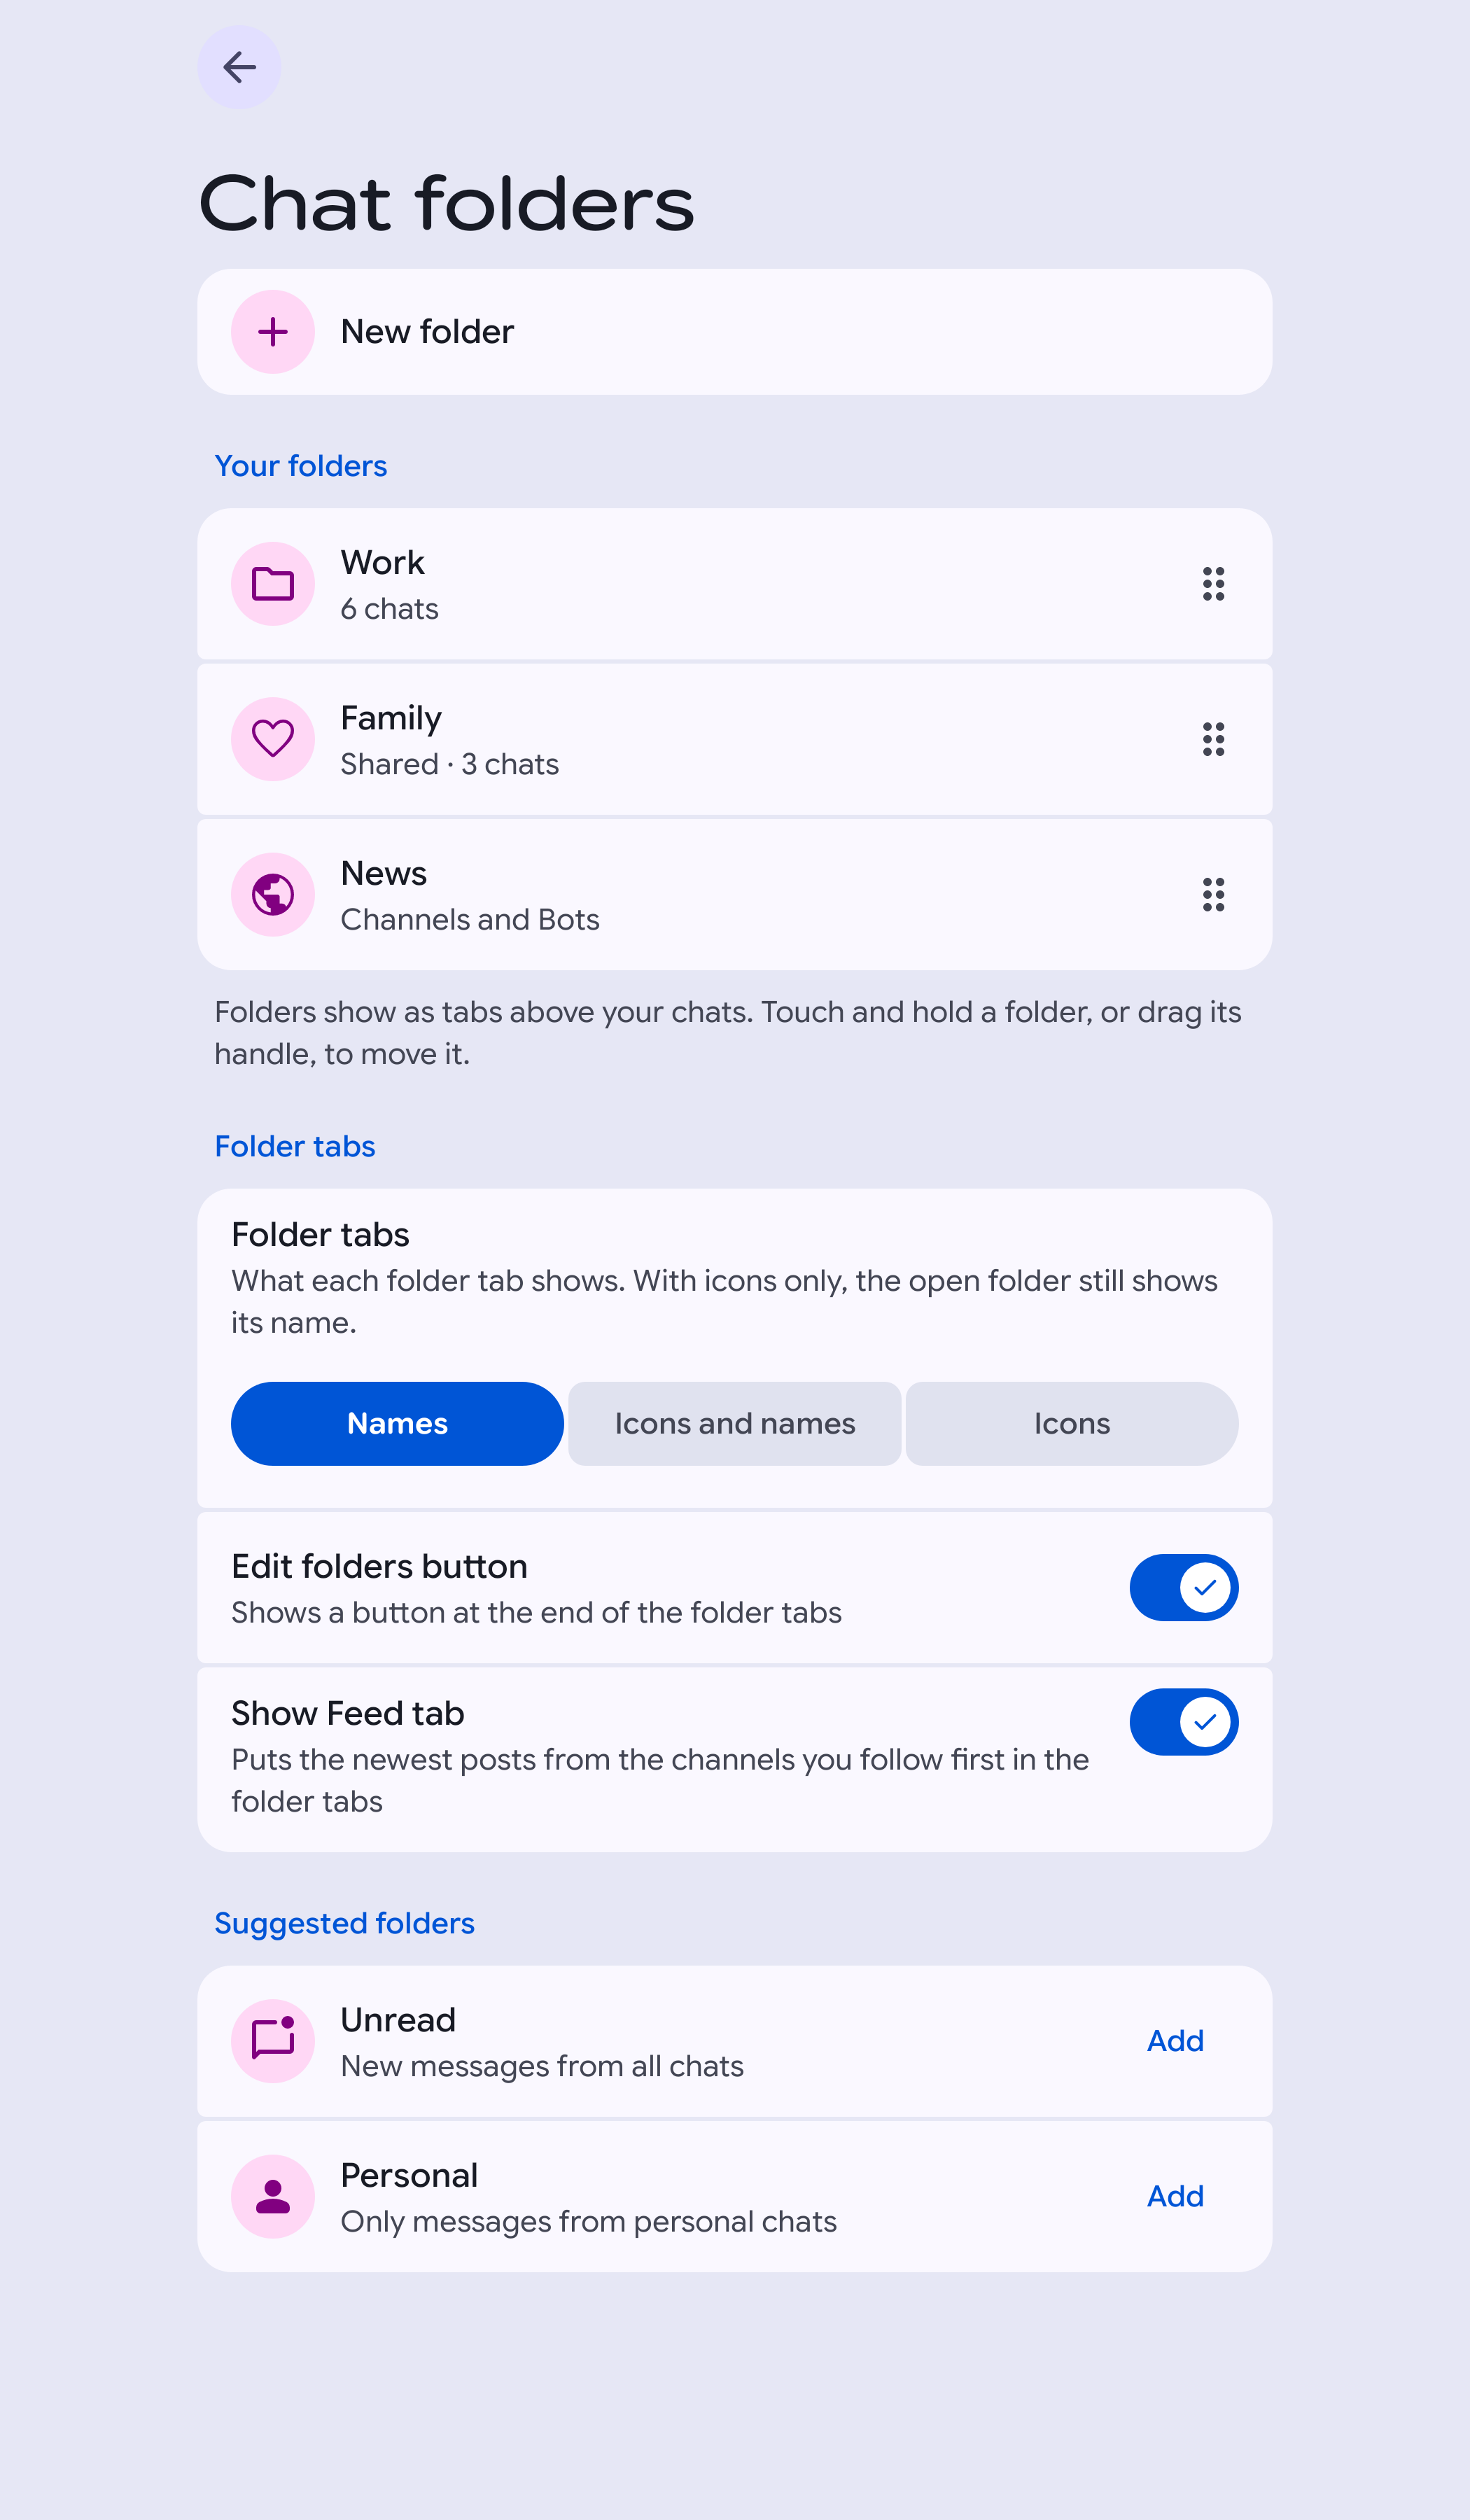 Chat folders
New folder
Your folders
Work
6 chats
Family
Shared · 3 chats
News
Channels and Bots
Folders show as tabs above your chats. Touch and hold a folder, or drag its
handle, to move it.
Folder tabs
Folder tabs
What each folder tab shows. With icons only, the open folder still shows
its name.
Names
Icons and names
Icons
Edit folders button
Shows a button at the end of the folder tabs
Show Feed tab
Puts the newest posts from the channels you follow first in the
folder tabs
Suggested folders
Unread
New messages from all chats
Add
Personal
Only messages from personal chats
Add